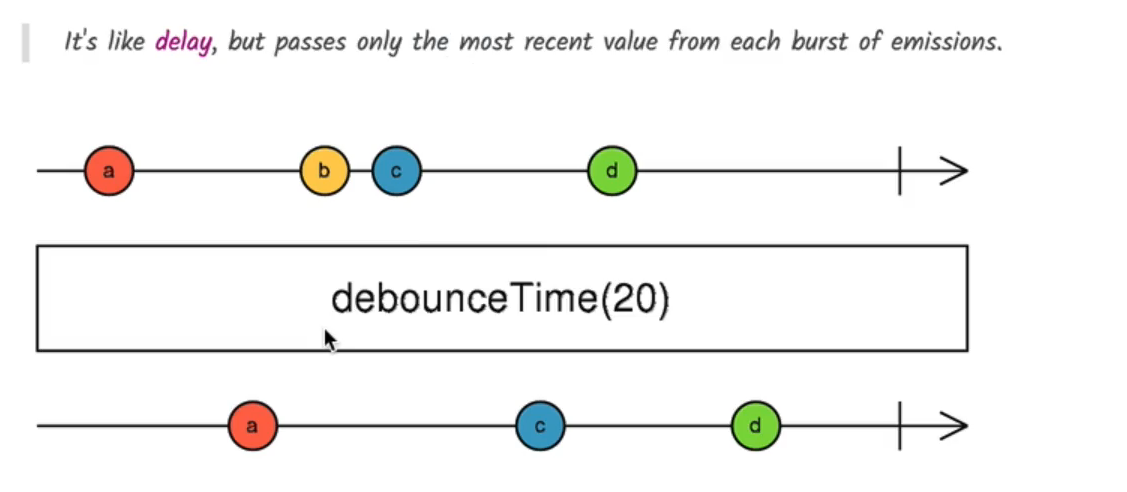 It's like delay, but passes only the most recent value from each burst of emissions.
a b c d
debounceTime(20)
a c d